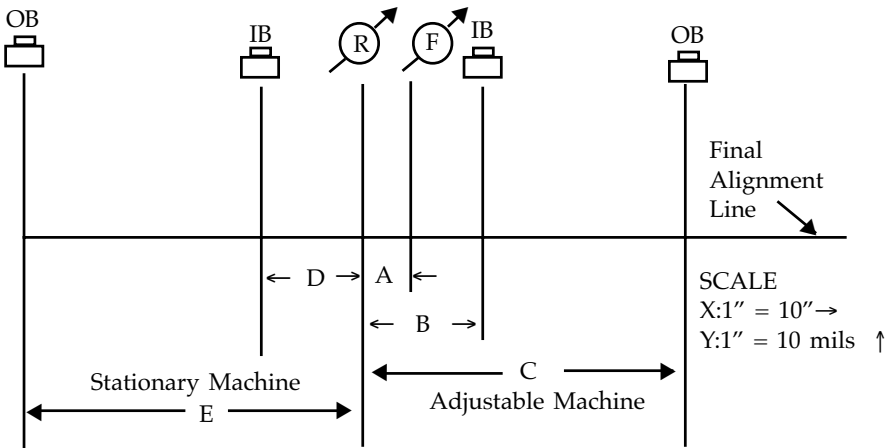 OB
IB
R
F
IB
OB
Final
Alignment
Line
← D →
A ←
← B →
SCALE
X:1″ = 10″→
Y:1″ = 10 mils ↑
Stationary Machine
E
C
Adjustable Machine